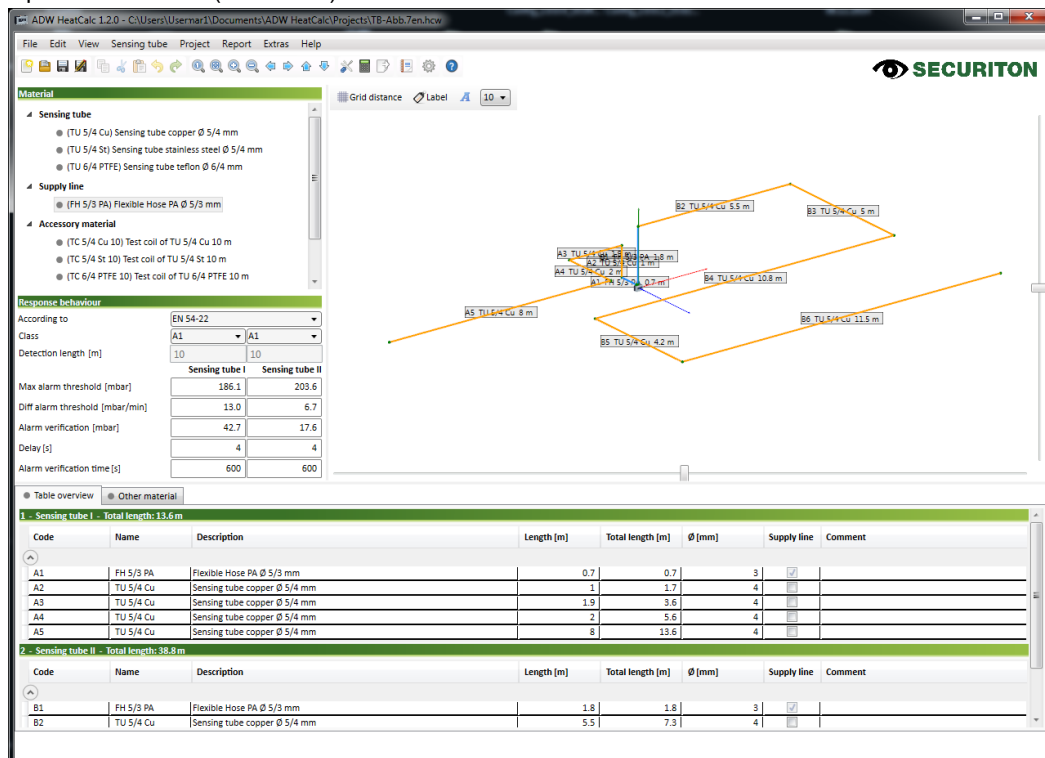 ADW HeatCalc 1.2.0 - C:\Users\Usermar1\Documents\ADW HeatCalc\Projects\TB-Abb.7en.hcw
File Edit View Sensing tube Project Report Extras Help
SECURITON
Material
Grid distance Label A 10
Sensing tube
(TU 5/4 Cu) Sensing tube copper Ø 5/4 mm
(TU 5/4 St) Sensing tube stainless steel Ø 5/4 mm
(TU 6/4 PTFE) Sensing tube teflon Ø 6/4 mm
Supply line
(FH 5/3 PA) Flexible Hose PA Ø 5/3 mm
Accessory material
(TC 5/4 Cu 10) Test coil of TU 5/4 Cu 10 m
(TC 5/4 St 10) Test coil of TU 5/4 St 10 m
(TC 6/4 PTFE 10) Test coil of TU 6/4 PTFE 10 m
B2 TU 5/4 Cu 5.5 m
B3 TU 5/4 Cu 5 m
A3 TU 5/4 Cu 1.9 m
5/3 PA 1.8 m
A2 TU 5/4 Cu 1 m
A4 TU 5/4 Cu 2 m
A1 FH 5/3 PA 0.7 m
B4 TU 5/4 Cu 10.8 m
A5 TU 5/4 Cu 8 m
B6 TU 5/4 Cu 11.5 m
B5 TU 5/4 Cu 4.2 m
Response behaviour
According to EN 54-22
Class A1 A1
Detection length [m] 10 10
Sensing tube I Sensing tube II
Max alarm threshold [mbar] 186.1 203.6
Diff alarm threshold [mbar/min] 13.0 6.7
Alarm verification [mbar] 42.7 17.6
Delay [s] 4 4
Alarm verification time [s] 600 600
Table overview Other material
1 - Sensing tube I - Total length: 13.6 m
Code Name Description Length [m] Total length [m] Ø [mm] Supply line Comment
A1 FH 5/3 PA Flexible Hose PA Ø 5/3 mm 0.7 0.7 3
A2 TU 5/4 Cu Sensing tube copper Ø 5/4 mm 1 1.7 4
A3 TU 5/4 Cu Sensing tube copper Ø 5/4 mm 1.9 3.6 4
A4 TU 5/4 Cu Sensing tube copper Ø 5/4 mm 2 5.6 4
A5 TU 5/4 Cu Sensing tube copper Ø 5/4 mm 8 13.6 4
2 - Sensing tube II - Total length: 38.8 m
Code Name Description Length [m] Total length [m] Ø [mm] Supply line Comment
B1 FH 5/3 PA Flexible Hose PA Ø 5/3 mm 1.8 1.8 3
B2 TU 5/4 Cu Sensing tube copper Ø 5/4 mm 5.5 7.3 4